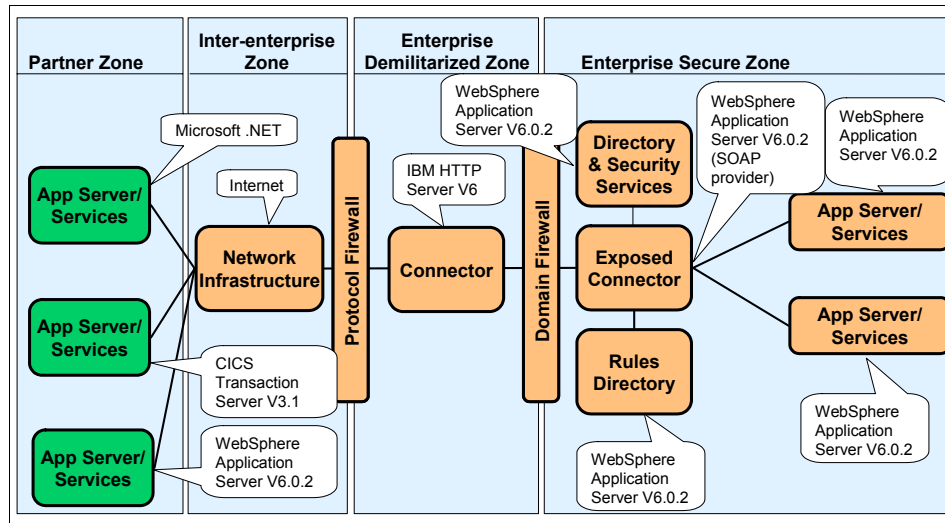 Partner Zone
Inter-enterprise
Zone
Enterprise
Demilitarized Zone
Enterprise Secure Zone
Microsoft .NET
App Server/
Services
App Server/
Services
CICS
Transaction
Server V3.1
App Server/
Services
WebSphere
Application
Server V6.0.2
Internet
Network
Infrastructure
Protocol Firewall
IBM HTTP
Server V6
Connector
Domain Firewall
WebSphere
Application
Server V6.0.2
Directory
& Security
Services
Exposed
Connector
Rules
Directory
WebSphere
Application
Server V6.0.2
WebSphere
Application
Server V6.0.2
(SOAP
provider)
WebSphere
Application
Server V6.0.2
App Server/
Services
App Server/
Services
WebSphere
Application
Server V6.0.2